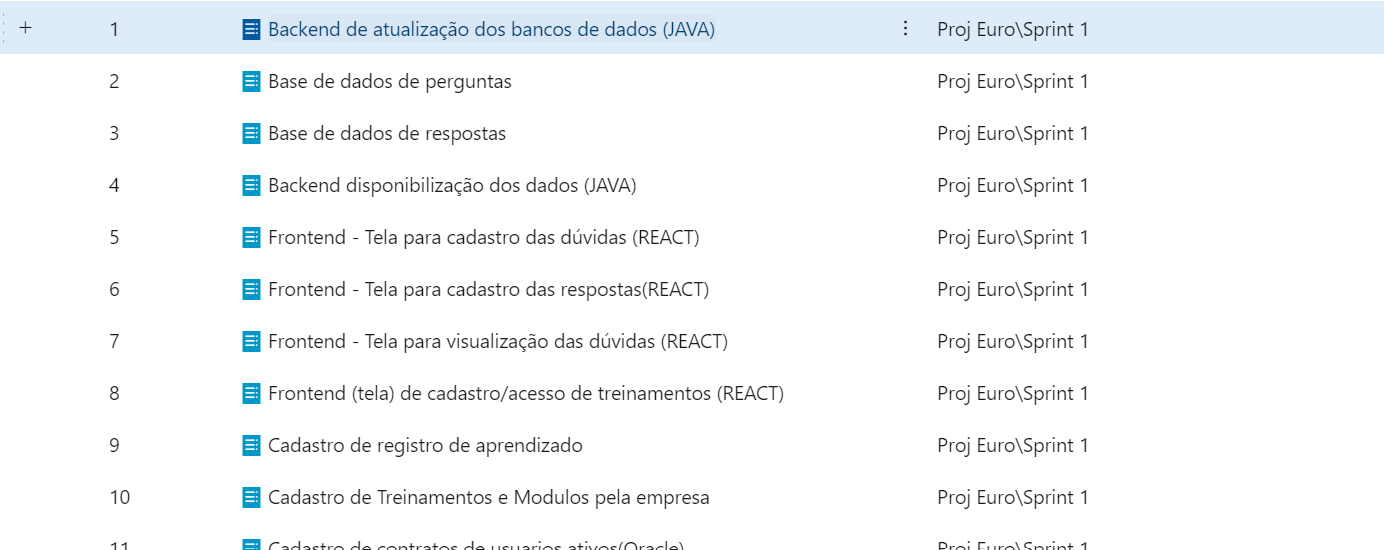 1 Backend de atualização dos bancos de dados (JAVA) Proj Euro\Sprint 1
2 Base de dados de perguntas Proj Euro\Sprint 1
3 Base de dados de respostas Proj Euro\Sprint 1
4 Backend disponibilização dos dados (JAVA) Proj Euro\Sprint 1
5 Frontend - Tela para cadastro das dúvidas (REACT) Proj Euro\Sprint 1
6 Frontend - Tela para cadastro das respostas(REACT) Proj Euro\Sprint 1
7 Frontend - Tela para visualização das dúvidas (REACT) Proj Euro\Sprint 1
8 Frontend (tela) de cadastro/acesso de treinamentos (REACT) Proj Euro\Sprint 1
9 Cadastro de registro de aprendizado Proj Euro\Sprint 1
10 Cadastro de Treinamentos e Modulos pela empresa Proj Euro\Sprint 1
11 Cadastro de contratos de usuarios ativos(Oracle) Proj Euro\Sprint 1